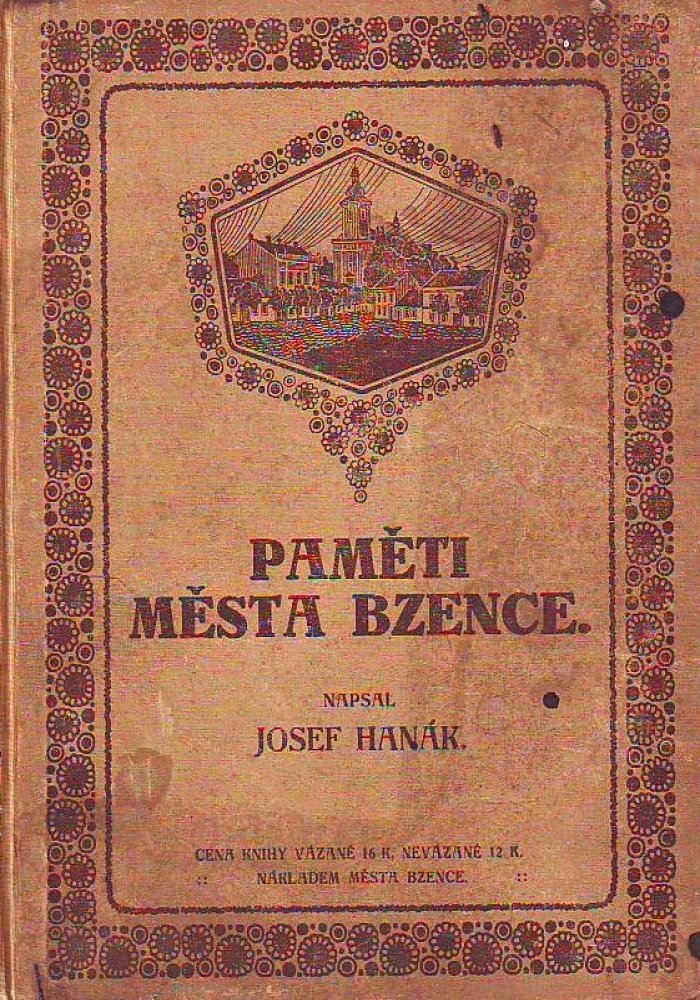 PAMĚTI
MĚSTA BZENCE.
NAPSAL
JOSEF HANÁK.
CENA KNIHY VÁZANÉ 16 K, NEVÁZANÉ 12 K.
:: NÁKLADEM MĚSTA BZENCE. ::